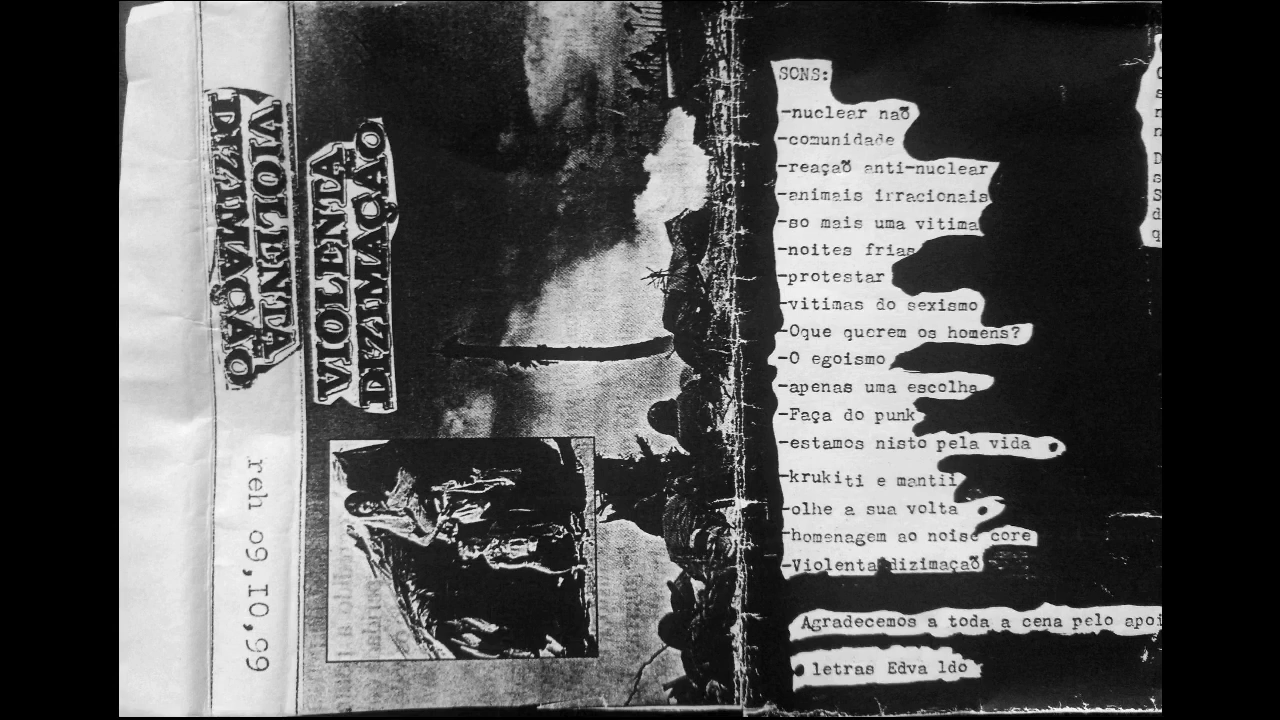 VIOLENTA
DIZIMAÇÃO
reh 09,10,99
VIOLENTA
DIZIMAÇÃO
SONS:
-nuclear naõ
-comunidade
-reaçaõ anti-nuclear
-animais irracionais
-so mais uma vitima
-noites frias
-protestar
-vitimas do sexismo
-Oque querem os homens?
-O egoismo
-apenas uma escolha
-Faça do punk
-estamos nisto pela vida
-krukiti e mantii
-olhe a sua volta
-homenagem ao noise core
-Violenta dizimaçaõ
Agradecemos a toda a cena pelo apoi
letras Edva ldo